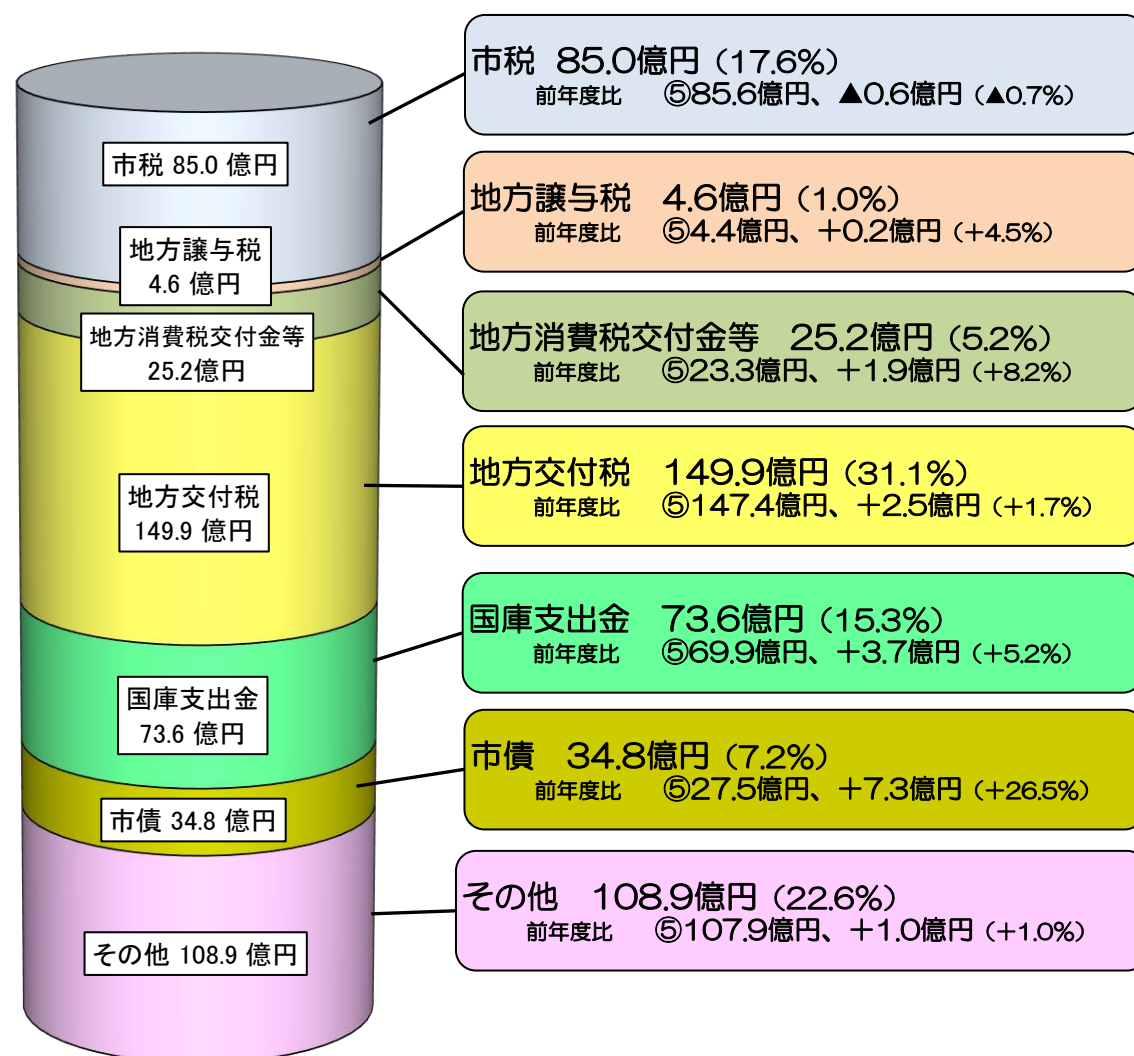 市税 85.0億円（17.6%）
前年度比 ⑤85.6億円、▲0.6億円（▲0.7%）
市税 85.0 億円
地方譲与税 4.6億円（1.0%）
前年度比 ⑤4.4億円、＋0.2億円（+4.5%）
地方譲与税
4.6 億円
地方消費税交付金等 25.2億円（5.2%）
前年度比 ⑤23.3億円、＋1.9億円（+8.2%）
地方消費税交付金等
25.2億円
地方交付税 149.9億円（31.1%）
前年度比 ⑤147.4億円、＋2.5億円（+1.7%）
地方交付税
149.9 億円
国庫支出金 73.6億円（15.3%）
前年度比 ⑤69.9億円、＋3.7億円（+5.2%）
国庫支出金
73.6 億円
市債 34.8億円（7.2%）
前年度比 ⑤27.5億円、＋7.3億円（+26.5%）
市債 34.8 億円
その他 108.9億円（22.6%）
前年度比 ⑤107.9億円、＋1.0億円（+1.0%）
その他 108.9 億円